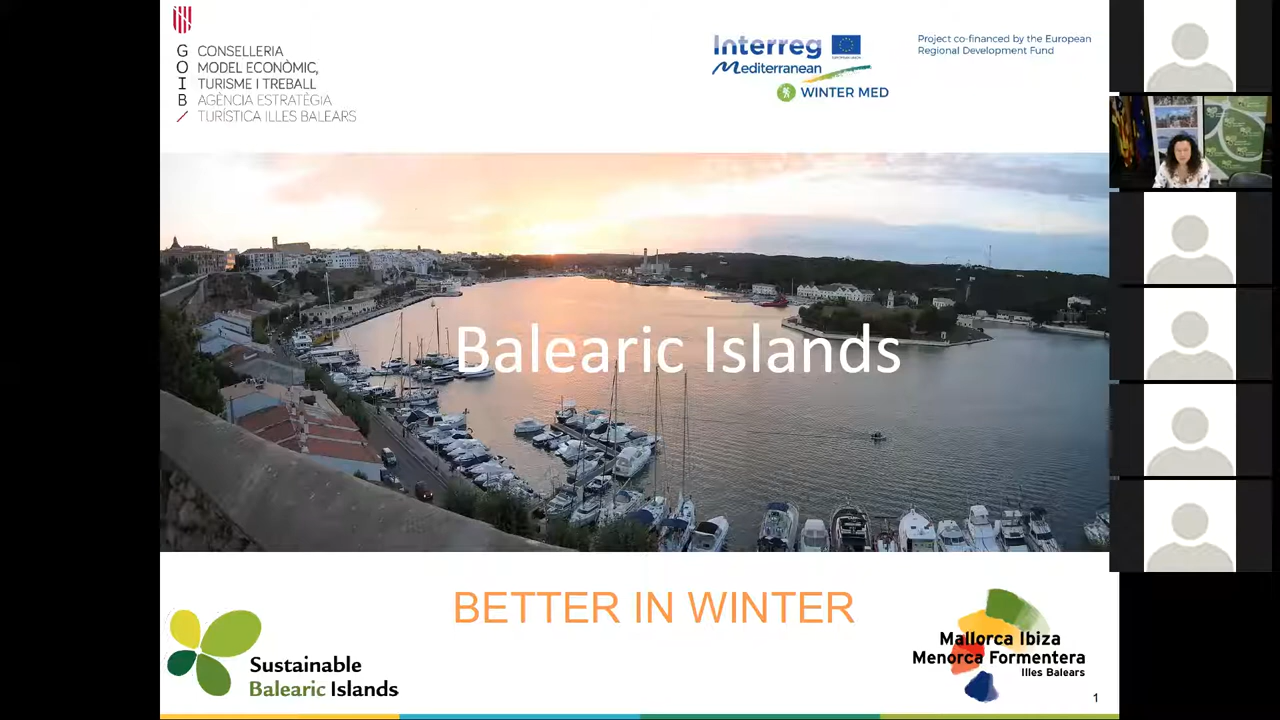 G CONSELLERIA
O MODEL ECONÒMIC,
I TURISME I TREBALL
B AGÈNCIA ESTRATÈGIA
/ TURÍSTICA ILLES BALEARS
Interreg
EUROPEAN UNION
Mediterranean
WINTER MED
Project co-financed by the European
Regional Development Fund
Balearic Islands
BETTER IN WINTER
Sustainable
Balearic Islands
Mallorca Ibiza
Menorca Formentera
Illes Balears
1